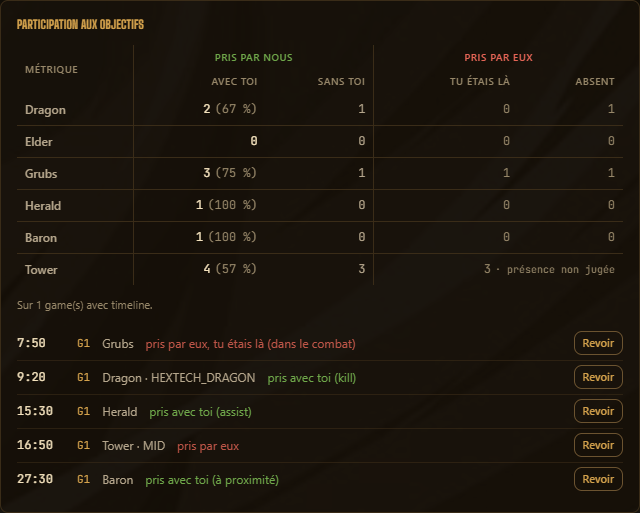 PARTICIPATION AUX OBJECTIFS
MÉTRIQUE PRIS PAR NOUS PRIS PAR EUX
AVEC TOI SANS TOI TU ÉTAIS LÀ ABSENT
Dragon 2 (67 %) 1 0 1
Elder 0 0 0 0
Grubs 3 (75 %) 1 1 1
Herald 1 (100 %) 0 0 0
Baron 1 (100 %) 0 0 0
Tower 4 (57 %) 3 3 · présence non jugée
Sur 1 game(s) avec timeline.
7:50 G1 Grubs pris par eux, tu étais là (dans le combat) Revoir
9:20 G1 Dragon · HEXTECH_DRAGON pris avec toi (kill) Revoir
15:30 G1 Herald pris avec toi (assist) Revoir
16:50 G1 Tower · MID pris par eux Revoir
27:30 G1 Baron pris avec toi (à proximité) Revoir